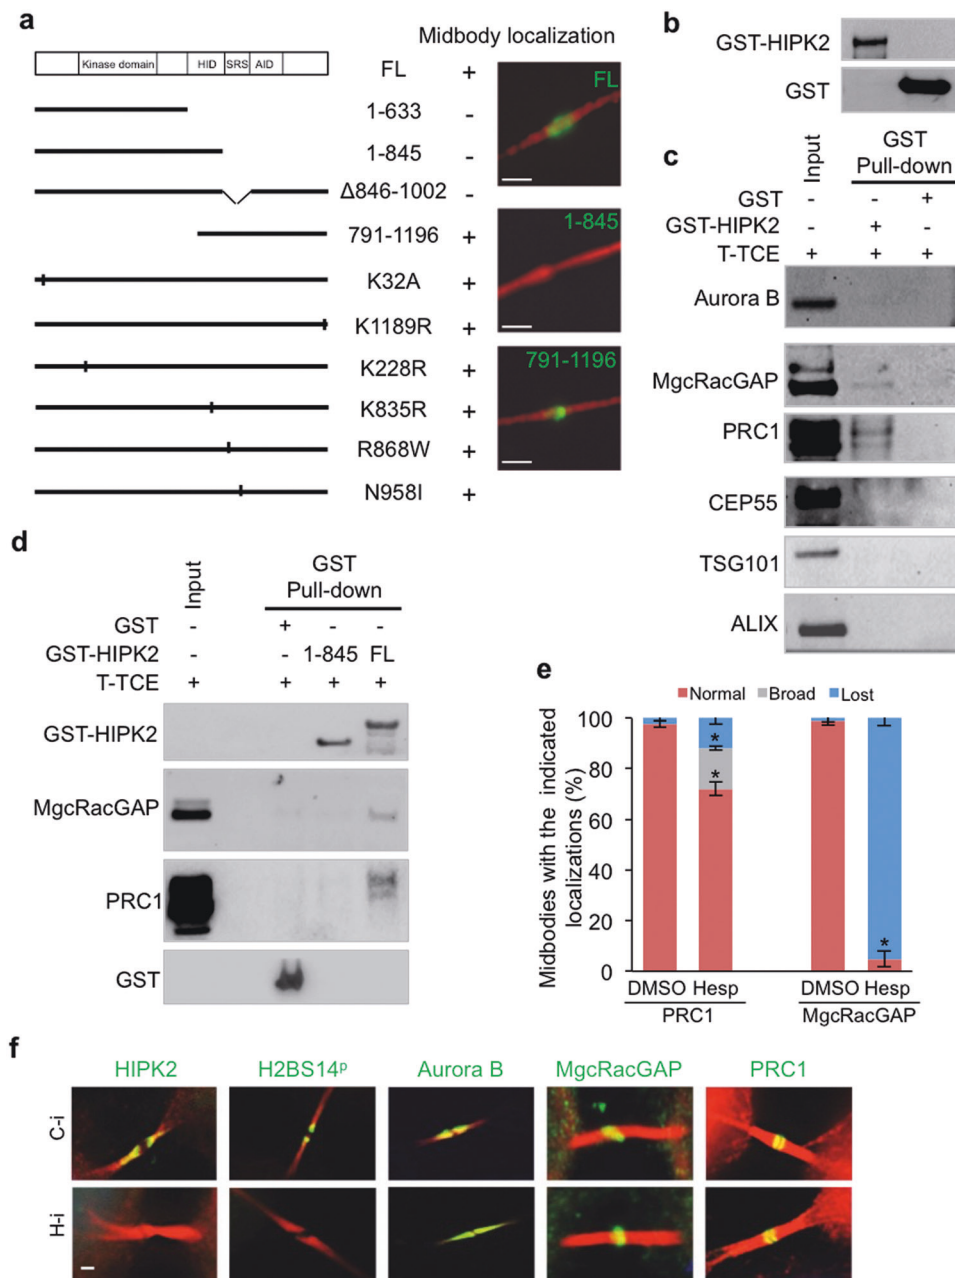 a
Midbody localization
Kinase domain HID SRS AID
FL +
1-633 -
1-845 -
Δ846-1002 -
791-1196 +
K32A +
K1189R +
K228R +
K835R +
R868W +
N958I +
FL
1-845
791-1196
b
GST-HIPK2
GST
c
Input
GST
Pull-down
GST - - +
GST-HIPK2 - + -
T-TCE + + +
Aurora B
MgcRacGAP
PRC1
CEP55
TSG101
ALIX
d
Input
GST
Pull-down
GST - + - -
GST-HIPK2 - - 1-845 FL
T-TCE + + + +
GST-HIPK2
MgcRacGAP
PRC1
GST
e
Normal Broad Lost
Midbodies with the indicated
localizations (%)
100
80
60
40
20
0
*
*
*
DMSO Hesp DMSO Hesp
PRC1 MgcRacGAP
f
HIPK2 H2BS14ᵖ Aurora B MgcRacGAP PRC1
C-i
H-i